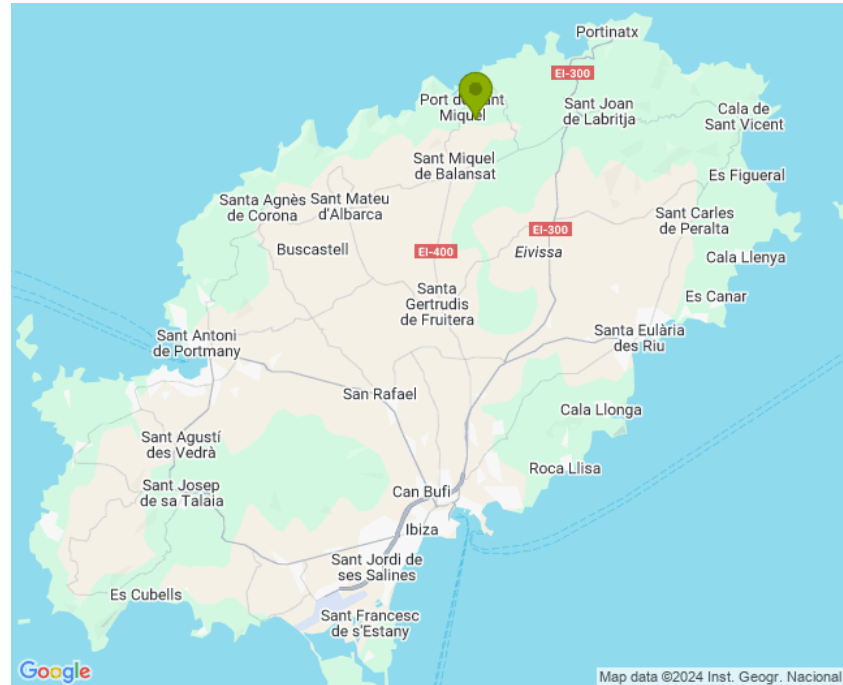 Portinatx
EI-300
Port de Sant
Miquel
Sant Joan
de Labritja
Cala de
Sant Vicent
Sant Miquel
de Balansat
Es Figueral
Santa Agnès
de Corona
Sant Mateu
d'Albarca
Sant Carles
de Peralta
EI-300
Buscastell
EI-400
Eivissa
Cala Llenya
Santa
Gertrudis
de Fruitera
Es Canar
Sant Antoni
de Portmany
Santa Eulària
des Riu
San Rafael
Cala Llonga
Sant Agustí
des Vedrà
Roca Llisa
Sant Josep
de sa Talaia
Can Bufí
Ibiza
Sant Jordi de
ses Salines
Es Cubells
Sant Francesc
de s'Estany
Google
Map data ©2024 Inst. Geogr. Nacional